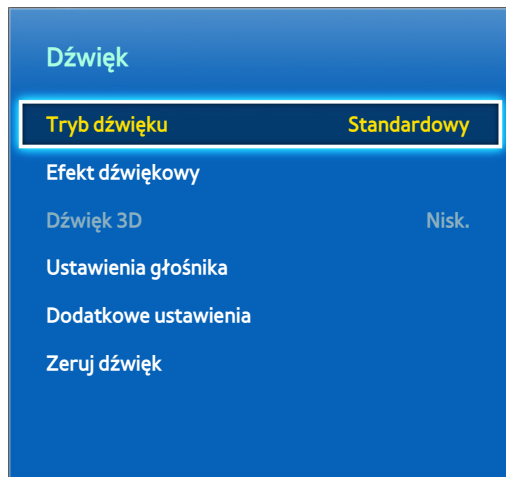 Dźwięk
Tryb dźwięku Standardowy
Efekt dźwiękowy
Dźwięk 3D Nisk.
Ustawienia głośnika
Dodatkowe ustawienia
Zeruj dźwięk